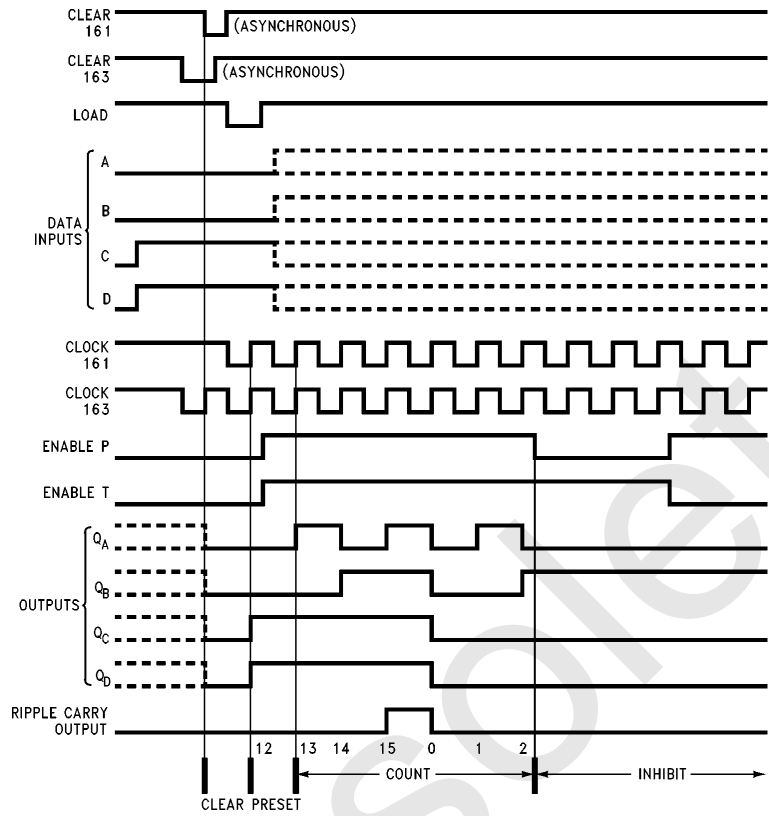 CLEAR
161
(ASYNCHRONOUS)
CLEAR
163
(ASYNCHRONOUS)
LOAD
A
B
DATA
INPUTS
C
D
CLOCK
161
CLOCK
163
ENABLE P
ENABLE T
QA
QB
OUTPUTS
QC
QD
RIPPLE CARRY
OUTPUT
12 13 14 15 0 1 2
COUNT INHIBIT
CLEAR PRESET
solet